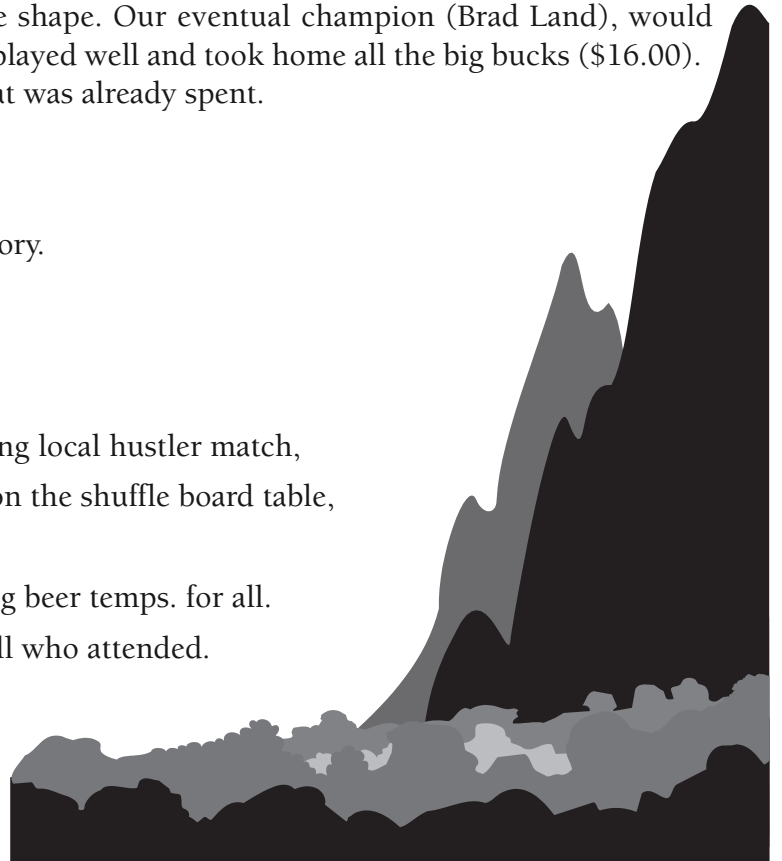 e shape. Our eventual champion (Brad Land), would
played well and took home all the big bucks ($16.00).
at was already spent.
ory.
ng local hustler match,
on the shuffle board table,
g beer temps. for all.
ll who attended.